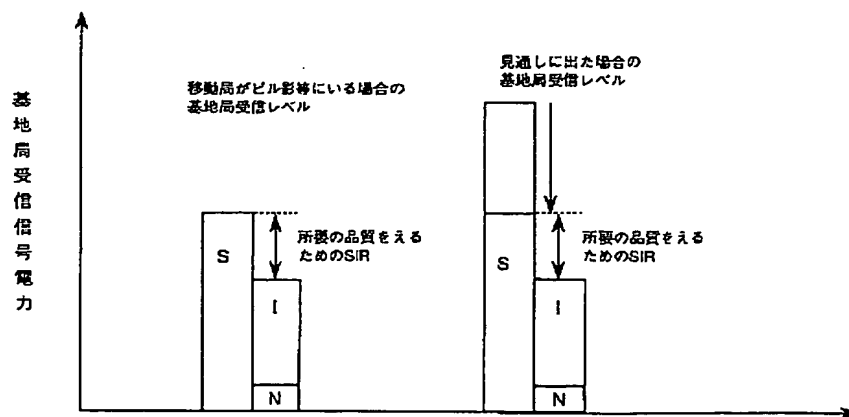 基地局受信信号電力
移動局がビル影等にいる場合の
基地局受信レベル
見通しに出た場合の
基地局受信レベル
S
所要の品質をえる
ためのSIR
I
N
S
所要の品質をえる
ためのSIR
I
N